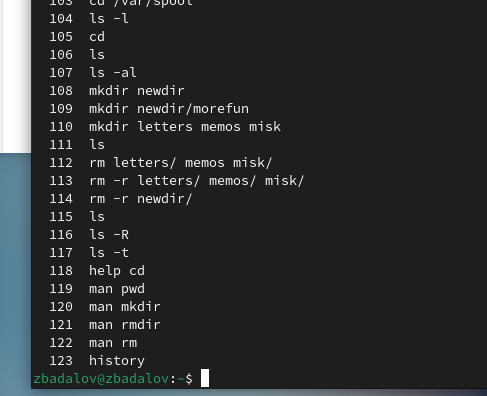 103  cd /var/spool
104  ls -l
105  cd
106  ls
107  ls -al
108  mkdir newdir
109  mkdir newdir/morefun
110  mkdir letters memos misk
111  ls
112  rm letters/ memos misk/
113  rm -r letters/ memos/ misk/
114  rm -r newdir/
115  ls
116  ls -R
117  ls -t
118  help cd
119  man pwd
120  man mkdir
121  man rmdir
122  man rm
123  history
zbadalov@zbadalov:~$